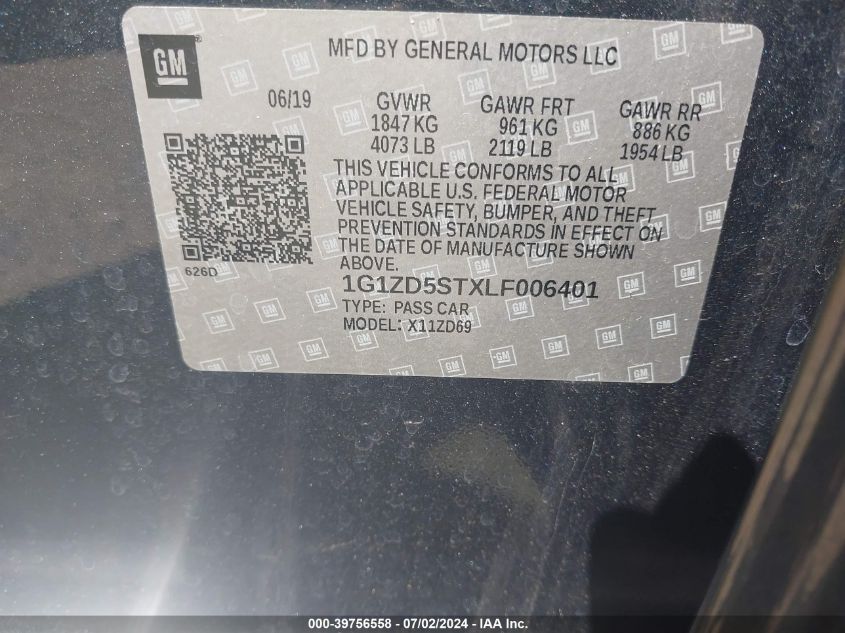 GM
MFD BY GENERAL MOTORS LLC
06/19 GVWR GAWR FRT GAWR RR
1847 KG 961 KG 886 KG
4073 LB 2119 LB 1954 LB
THIS VEHICLE CONFORMS TO ALL
APPLICABLE U.S. FEDERAL MOTOR
VEHICLE SAFETY, BUMPER, AND THEFT
PREVENTION STANDARDS IN EFFECT ON
THE DATE OF MANUFACTURE SHOWN
ABOVE.
626D
1G1ZD5STXLF006401
TYPE: PASS CAR
MODEL: X11ZD69
000-39756558 - 07/02/2024 - IAA Inc.